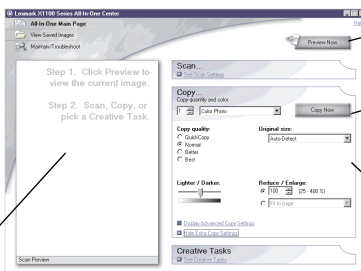 Lexmark X1100 Series All-In-One Center
All-In-One Main Page
View Saved Images
Maintain/Troubleshoot
Preview Now
Step 1. Click Preview to
view the current image.
Step 2. Scan, Copy, or
pick a Creative Task.
Scan Preview
Scan...
See Scan Settings
Copy...
Copy quantity and color.
1 Color Photo
Copy Now
Copy quality:
QuickCopy
Normal
Better
Best
Original size:
Auto-Detect
Lighter / Darker:
Reduce / Enlarge:
100 (25 - 400 %)
Fit to page
Display Advanced Copy Settings
Hide Extra Copy Settings
Creative Tasks
See Creative Tasks